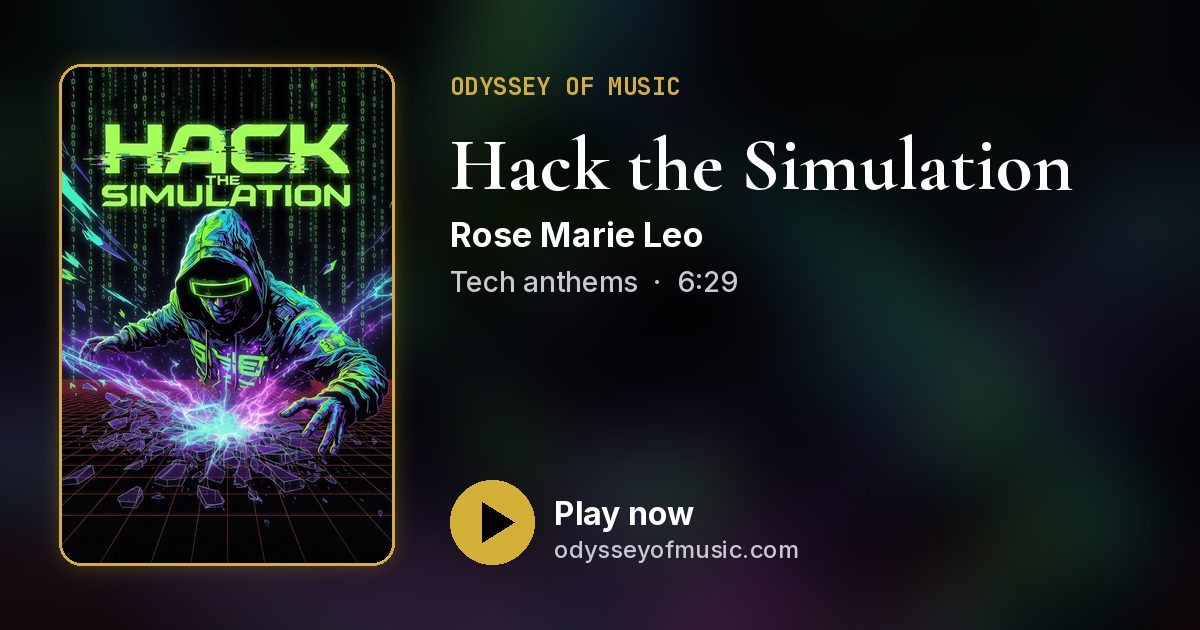 HACK
THE
SIMULATION
ODYSSEY OF MUSIC
Hack the Simulation
Rose Marie Leo
Tech anthems · 6:29
Play now
odysseyofmusic.com